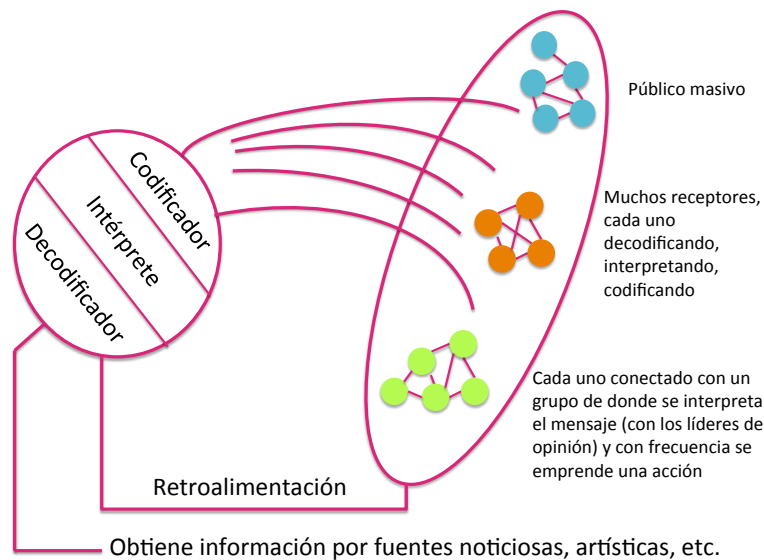 Codificador
Intérprete
Decodificador
Público masivo
Muchos receptores,
cada uno
decodificando,
interpretando,
codificando
Cada uno conectado con un
grupo de donde se interpreta
el mensaje (con los líderes de
opinión) y con frecuencia se
emprende una acción
Retroalimentación
Obtiene información por fuentes noticiosas, artísticas, etc.